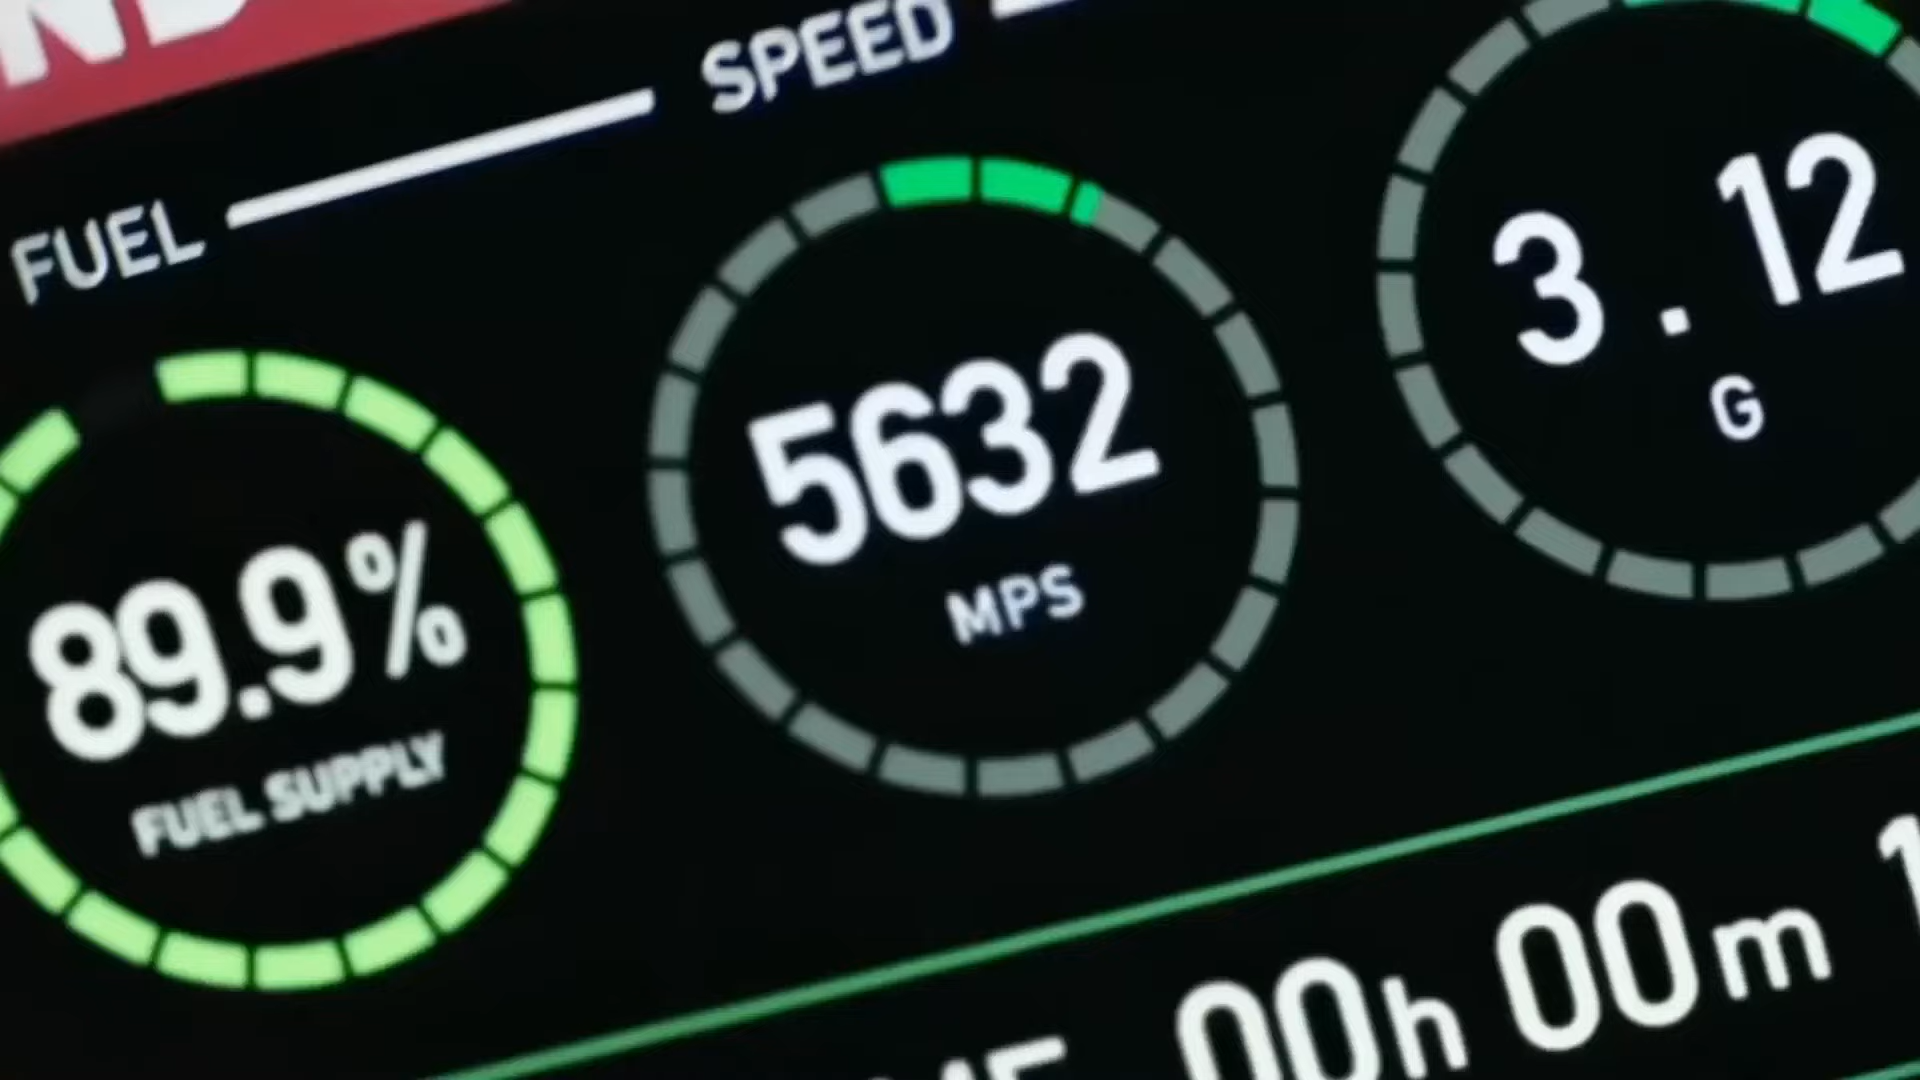 FUEL
SPEED
89.9%
FUEL SUPPLY
5632
MPS
3.12
G
00h 00m